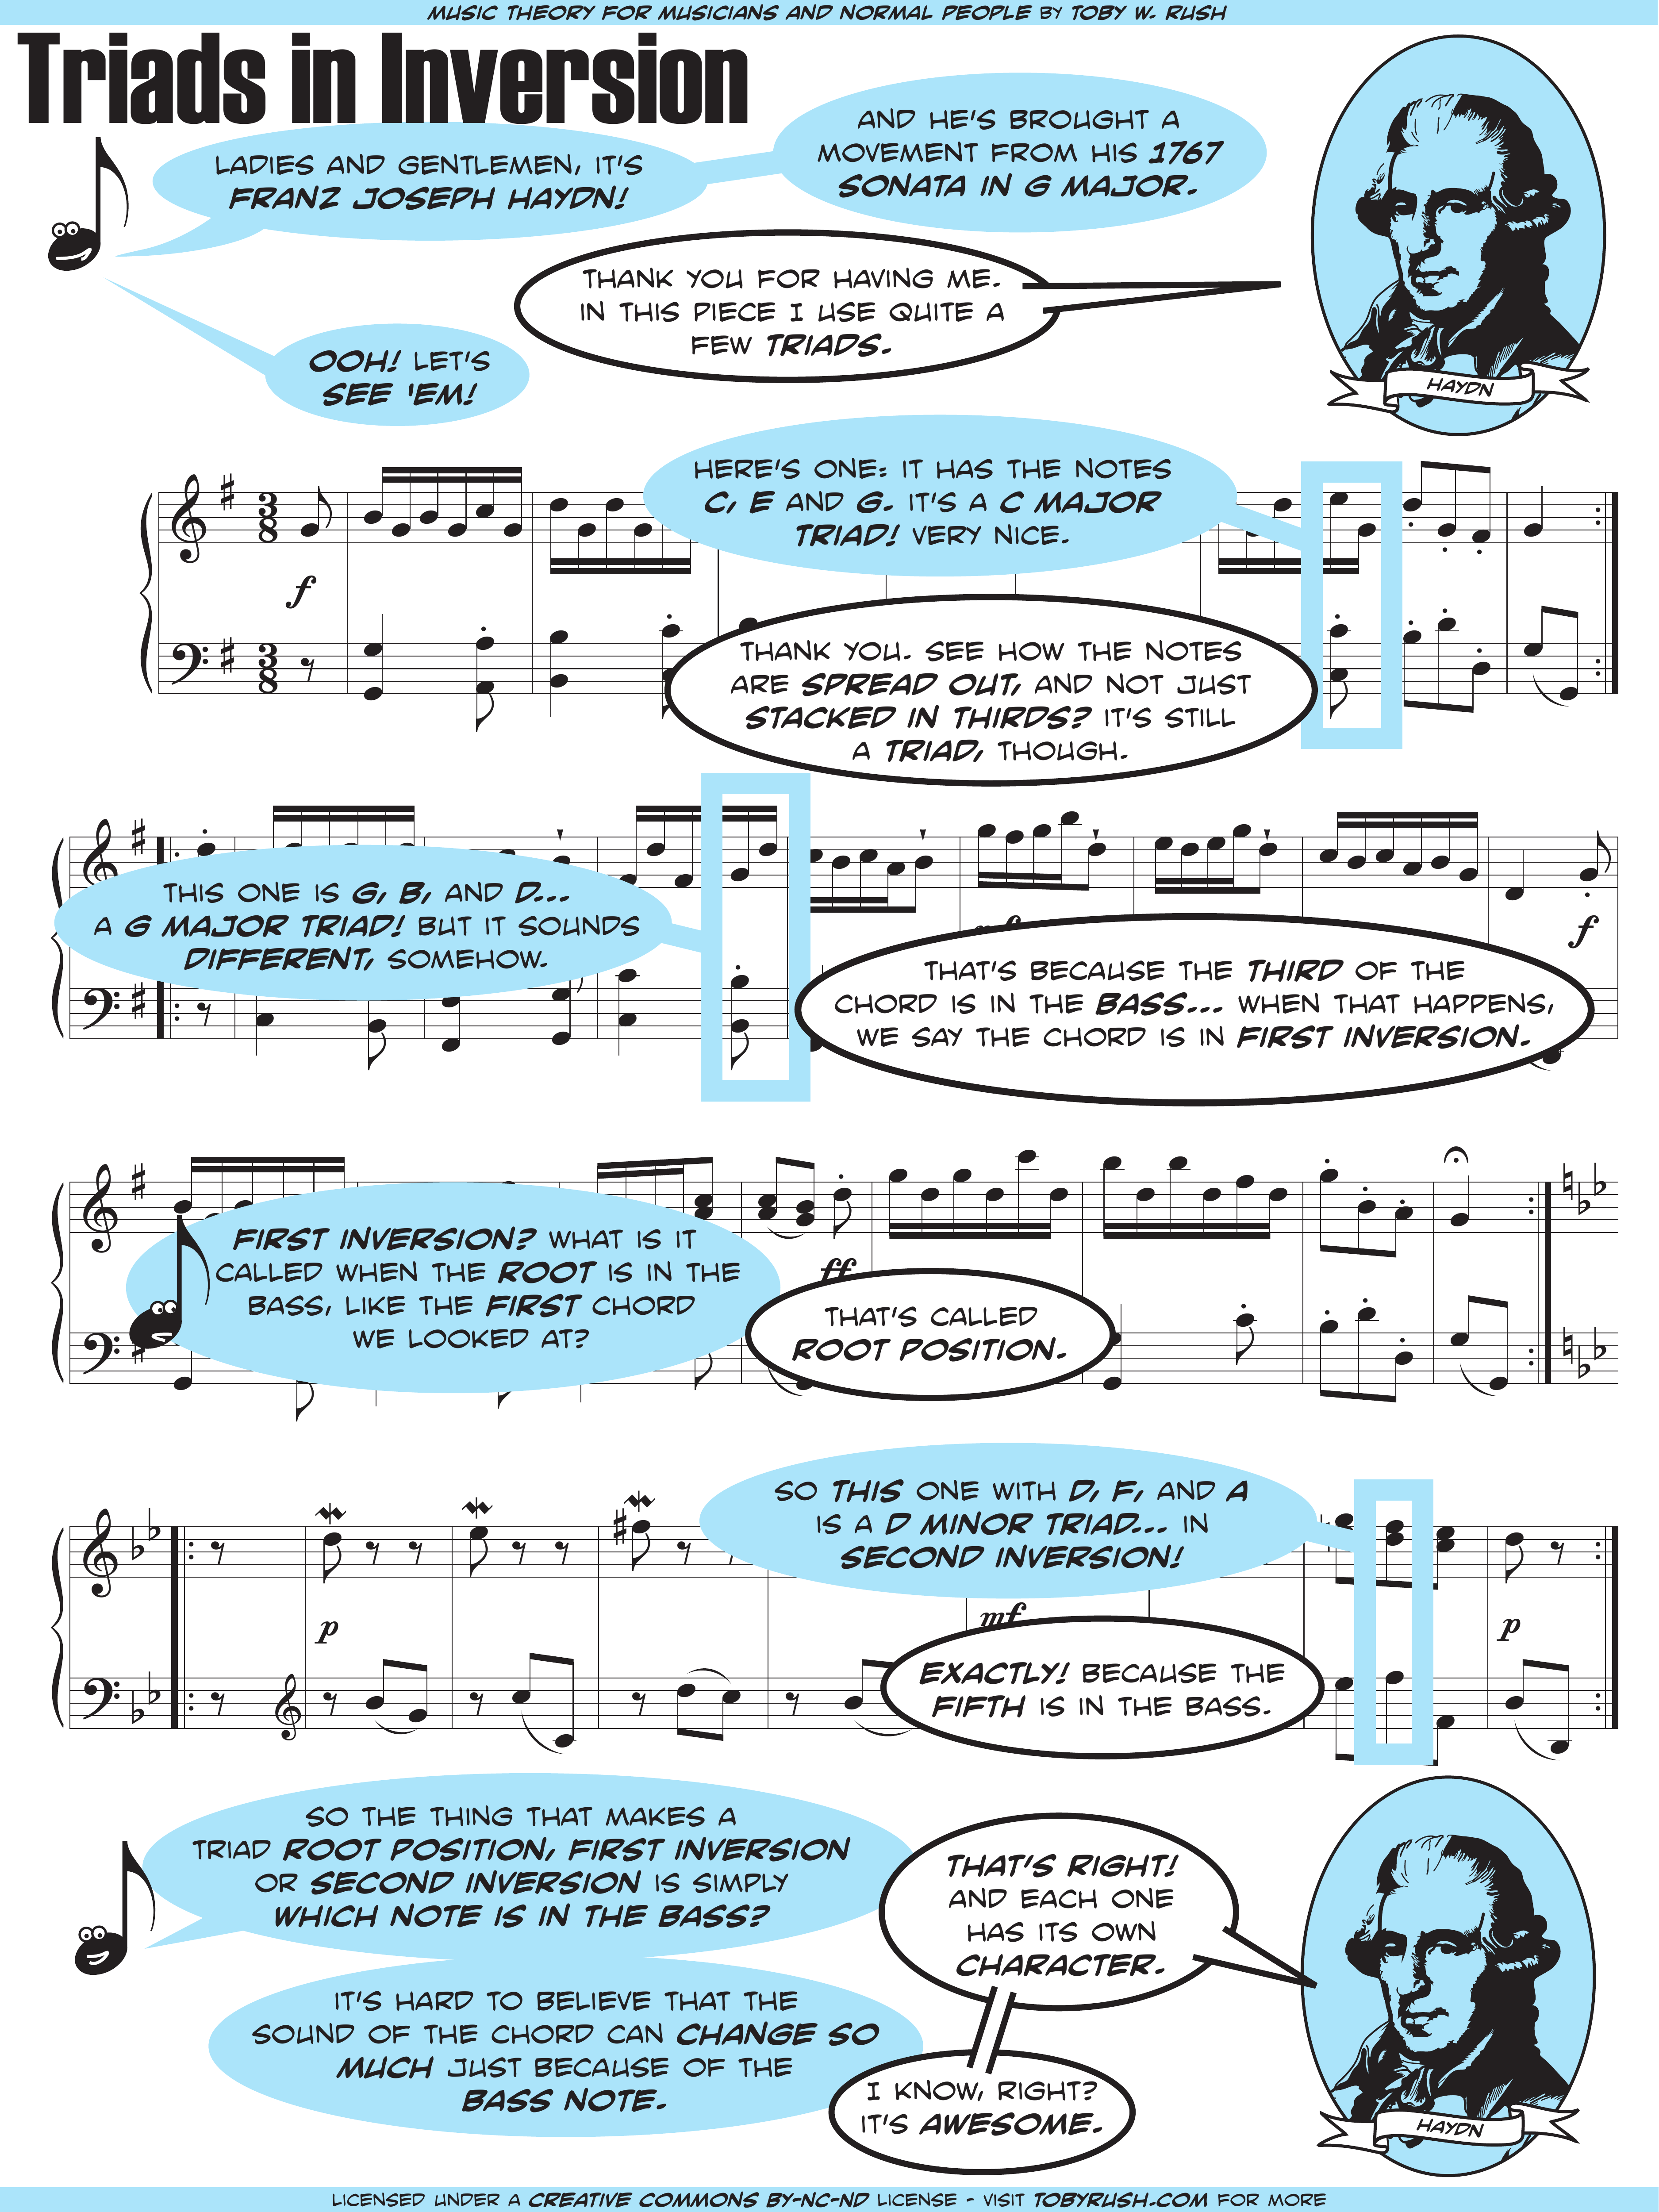 MUSIC THEORY FOR MUSICIANS AND NORMAL PEOPLE BY TOBY W. RUSH
Triads in Inversion
LADIES AND GENTLEMEN, IT'S
FRANZ JOSEPH HAYDN!
AND HE'S BROUGHT A
MOVEMENT FROM HIS 1767
SONATA IN G MAJOR.
THANK YOU FOR HAVING ME.
IN THIS PIECE I USE QUITE A
FEW TRIADS.
HAYDN
OOH! LET'S
SEE 'EM!
HERE'S ONE: IT HAS THE NOTES
C, E AND G. IT'S A C MAJOR
TRIAD! VERY NICE.
3
8
f
3
8
THANK YOU. SEE HOW THE NOTES
ARE SPREAD OUT, AND NOT JUST
STACKED IN THIRDS? IT'S STILL
A TRIAD, THOUGH.
THIS ONE IS G, B, AND D...
A G MAJOR TRIAD! BUT IT SOUNDS
DIFFERENT, SOMEHOW.
f
THAT'S BECAUSE THE THIRD OF THE
CHORD IS IN THE BASS... WHEN THAT HAPPENS,
WE SAY THE CHORD IS IN FIRST INVERSION.
FIRST INVERSION? WHAT IS IT
CALLED WHEN THE ROOT IS IN THE
BASS, LIKE THE FIRST CHORD
WE LOOKED AT?
ff
THAT'S CALLED
ROOT POSITION.
SO THIS ONE WITH D, F, AND A
IS A D MINOR TRIAD... IN
SECOND INVERSION!
p
mf
p
EXACTLY! BECAUSE THE
FIFTH IS IN THE BASS.
SO THE THING THAT MAKES A
TRIAD ROOT POSITION, FIRST INVERSION
OR SECOND INVERSION IS SIMPLY
WHICH NOTE IS IN THE BASS?
THAT'S RIGHT!
AND EACH ONE
HAS ITS OWN
CHARACTER.
IT'S HARD TO BELIEVE THAT THE
SOUND OF THE CHORD CAN CHANGE SO
MUCH JUST BECAUSE OF THE
BASS NOTE.
I KNOW, RIGHT?
IT'S AWESOME.
HAYDN
LICENSED UNDER A CREATIVE COMMONS BY-NC-ND LICENSE - VISIT TOBYRUSH.COM FOR MORE